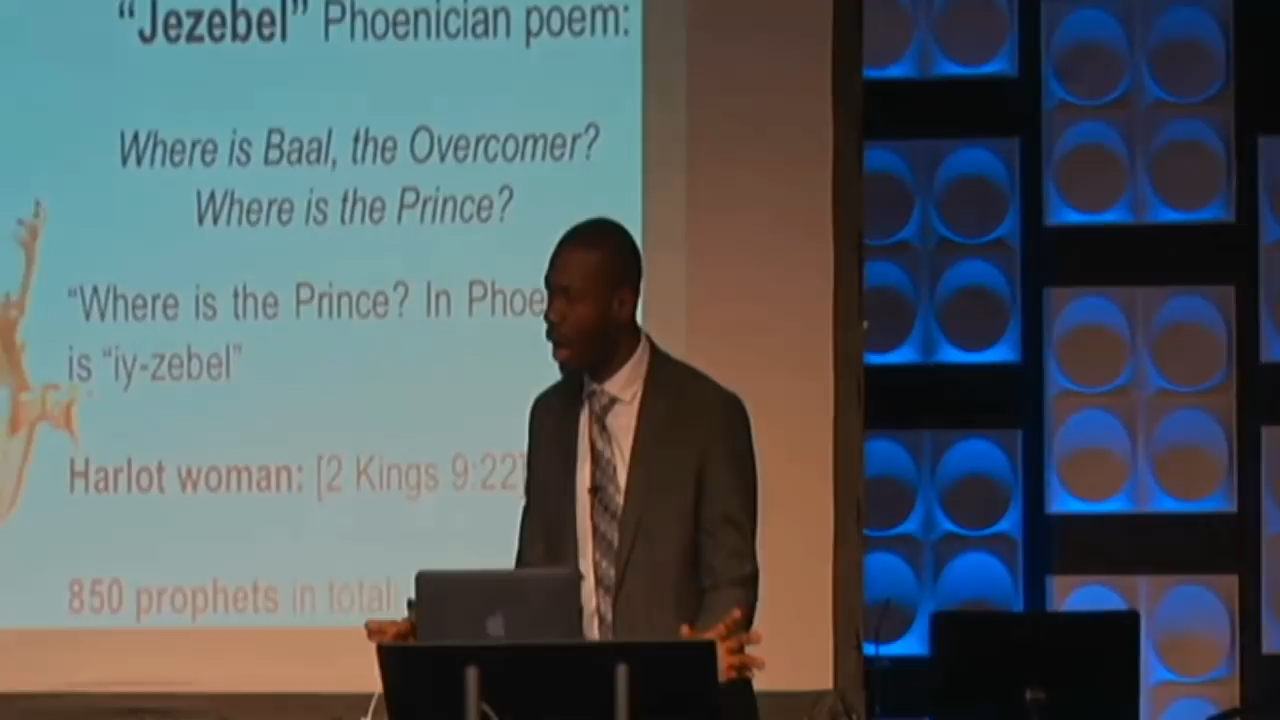 “Jezebel” Phoenician poem:
Where is Baal, the Overcomer?
Where is the Prince?
“Where is the Prince? In Phoe
is “iy-zebel”
Harlot woman: [2 Kings 9:22]
850 prophets in total: